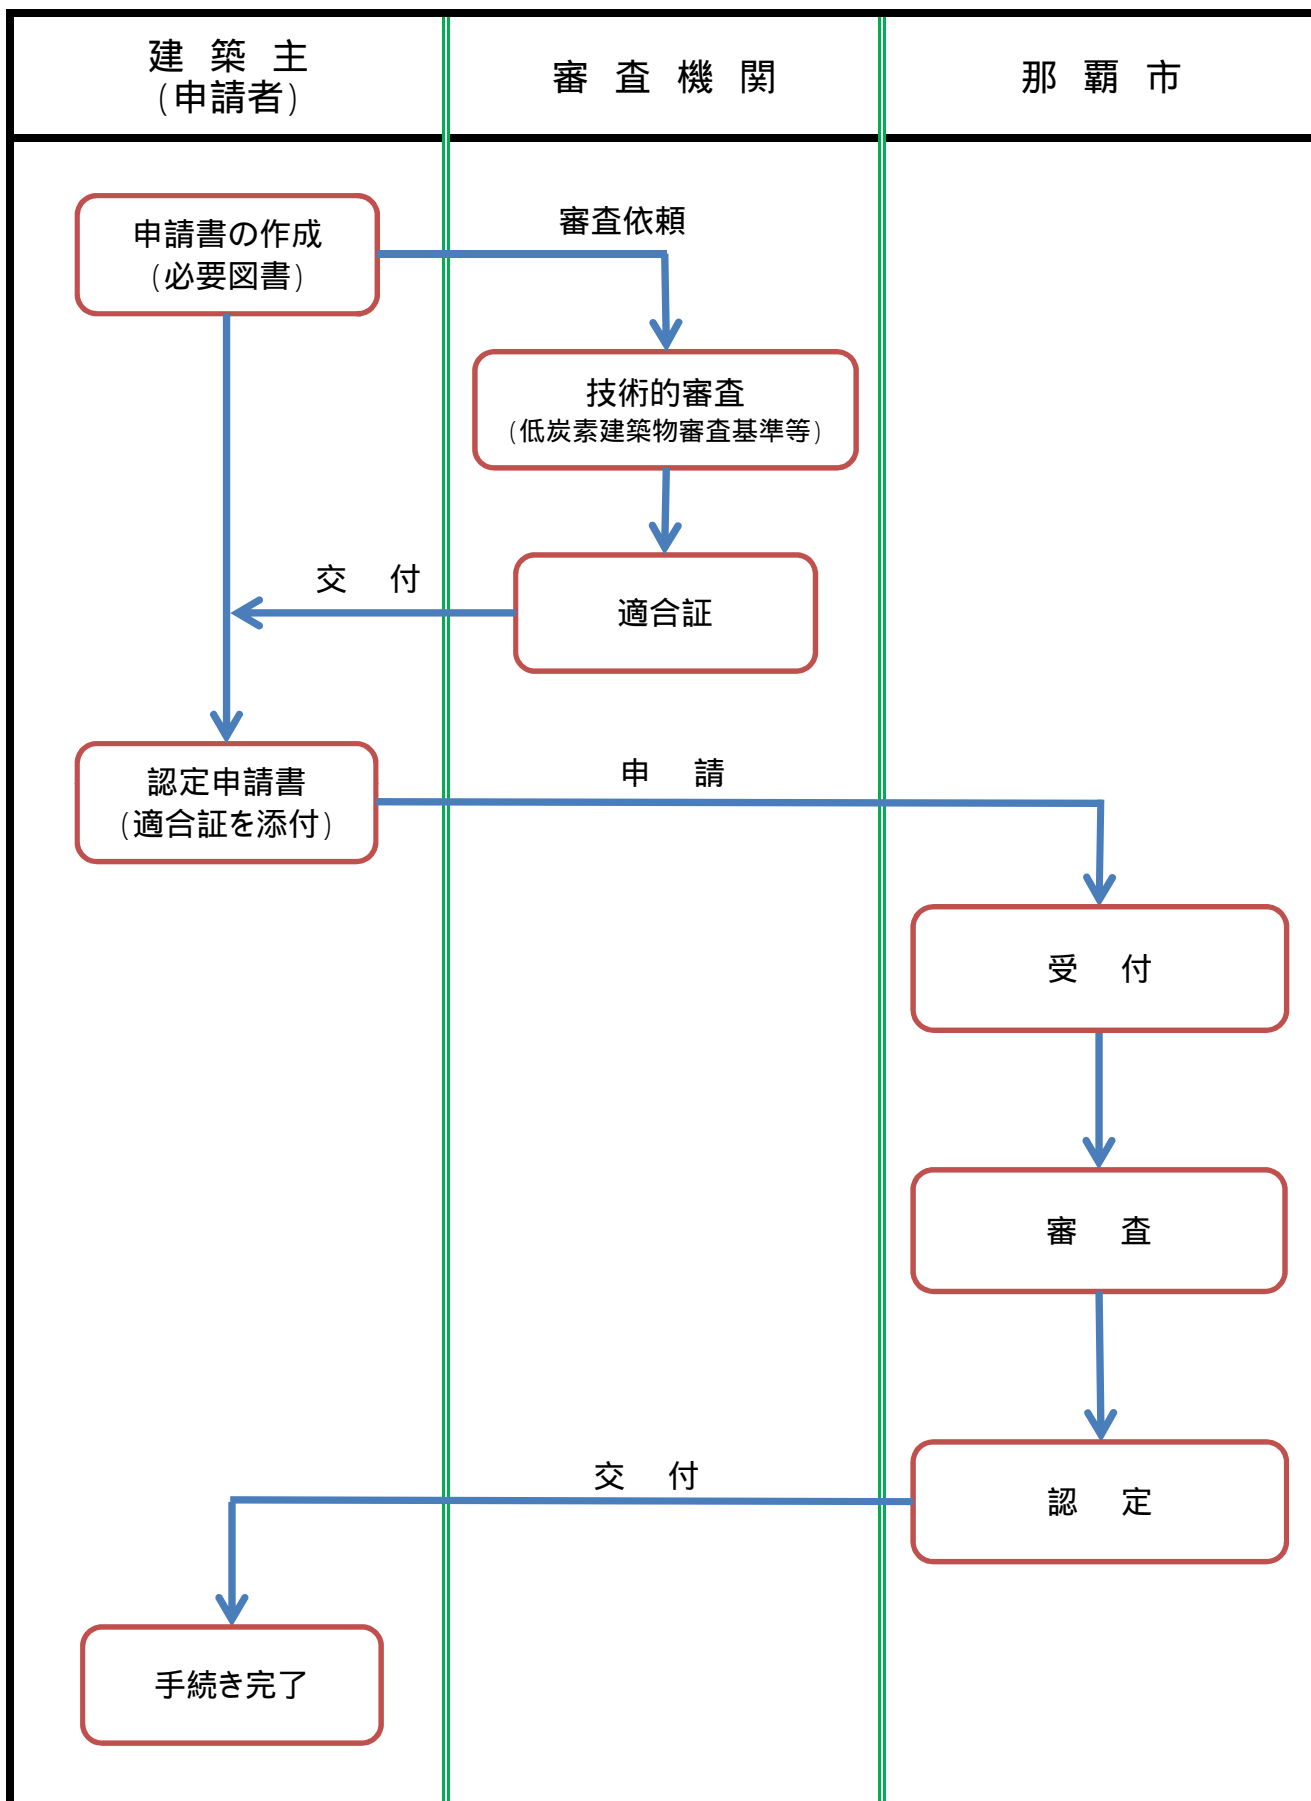 建 築 主
(申請者)
審 査 機 関
那 覇 市
申請書の作成
(必要図書)
審査依頼
技術的審査
(低炭素建築物審査基準等)
交 付
適合証
認定申請書
(適合証を添付)
申 請
受 付
審 査
交 付
認 定
手続き完了